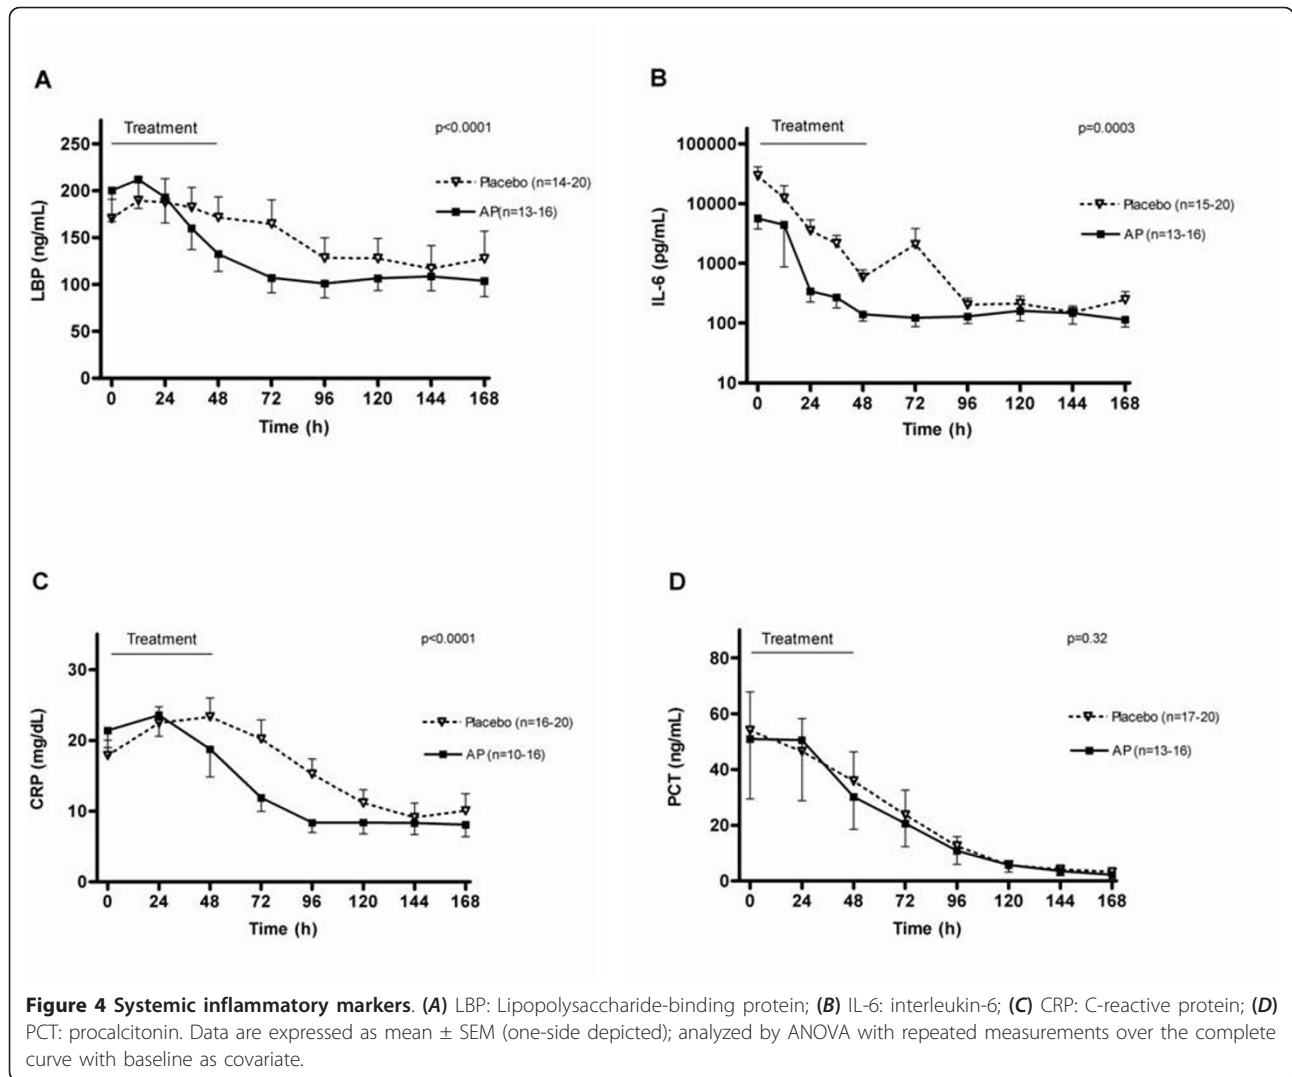 A
Treatment
p<0.0001
250
200
150
100
50
0
LBP (ng/mL)
Placebo (n=14-20)
AP(n=13-16)
0 24 48 72 96 120 144 168
Time (h)
B
Treatment
p=0.0003
100000
10000
1000
100
10
IL-6 (pg/mL)
Placebo (n=15-20)
AP (n=13-16)
0 24 48 72 96 120 144 168
Time (h)
C
Treatment
p<0.0001
30
20
10
0
CRP (mg/dL)
Placebo (n=16-20)
AP (n=10-16)
0 24 48 72 96 120 144 168
Time (h)
D
Treatment
p=0.32
80
60
40
20
0
PCT (ng/mL)
Placebo (n=17-20)
AP (n=13-16)
0 24 48 72 96 120 144 168
Time (h)
Figure 4 Systemic inflammatory markers. (A) LBP: Lipopolysaccharide-binding protein; (B) IL-6: interleukin-6; (C) CRP: C-reactive protein; (D)
PCT: procalcitonin. Data are expressed as mean ± SEM (one-side depicted); analyzed by ANOVA with repeated measurements over the complete
curve with baseline as covariate.